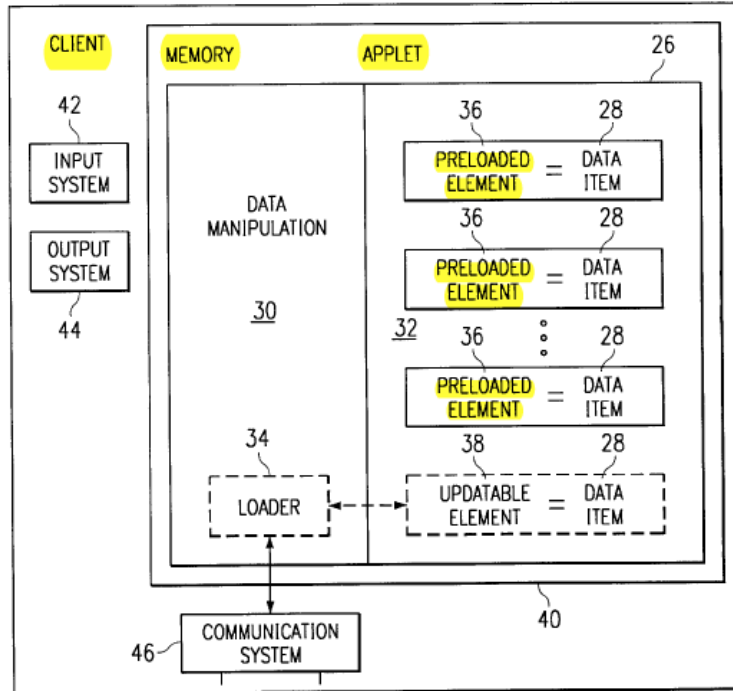 CLIENT
MEMORY
APPLET
26
42
INPUT
SYSTEM
OUTPUT
SYSTEM
44
DATA
MANIPULATION
30
32
36
28
PRELOADED
ELEMENT
=
DATA
ITEM
36
28
PRELOADED
ELEMENT
=
DATA
ITEM
36
28
PRELOADED
ELEMENT
=
DATA
ITEM
34
LOADER
38
28
UPDATABLE
ELEMENT
=
DATA
ITEM
40
46
COMMUNICATION
SYSTEM